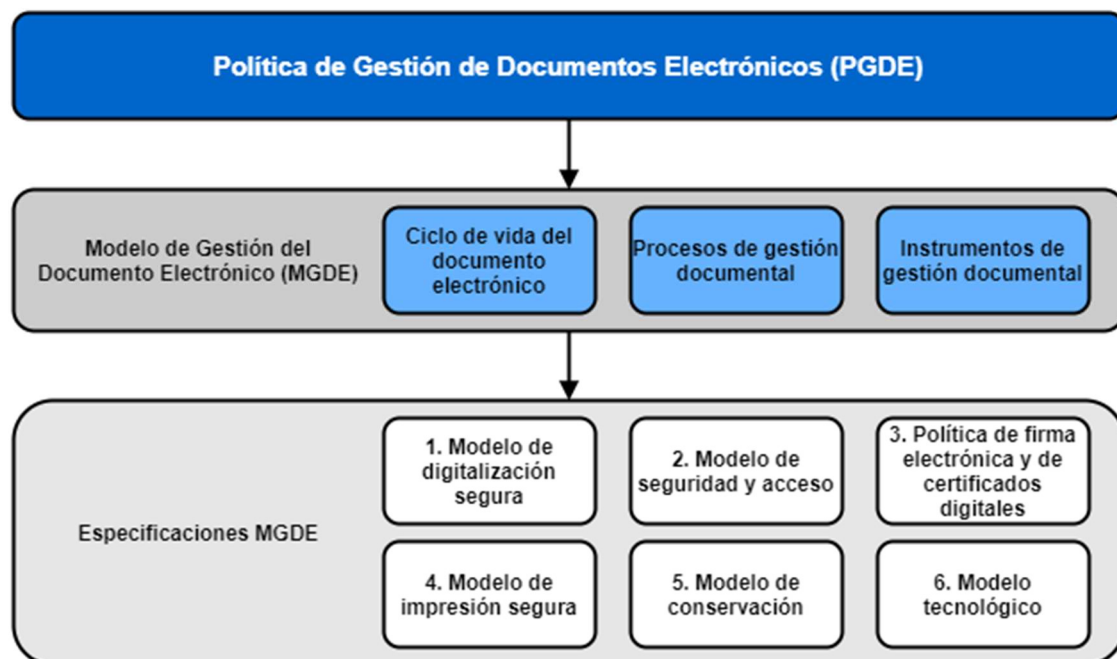 Política de Gestión de Documentos Electrónicos (PGDE)
Modelo de Gestión del
Documento Electrónico (MGDE)
Ciclo de vida del
documento
electrónico
Procesos de gestión
documental
Instrumentos de
gestión documental
Especificaciones MGDE
1. Modelo de
digitalización
segura
2. Modelo de
seguridad y acceso
3. Política de firma
electrónica y de
certificados
digitales
4. Modelo de
impresión segura
5. Modelo de
conservación
6. Modelo
tecnológico